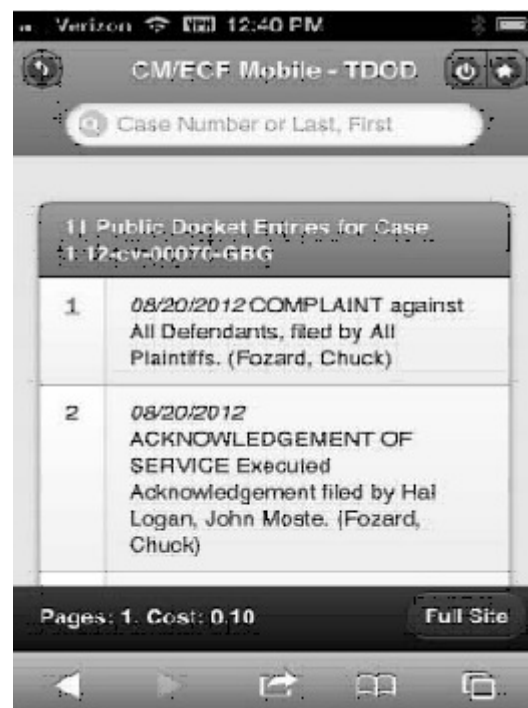 Verizon VPN 12:40 PM
CM/ECF Mobile - TDOD
Case Number or Last, First
11 Public Docket Entries for Case
1:12-cv-00070-GBG
1 08/20/2012 COMPLAINT against
All Defendants, filed by All
Plaintiffs. (Fozard, Chuck)
2 08/20/2012
ACKNOWLEDGEMENT OF
SERVICE Executed
Acknowledgement filed by Hal
Logan, John Moste. (Fozard,
Chuck)
Pages: 1. Cost: 0.10
Full Site